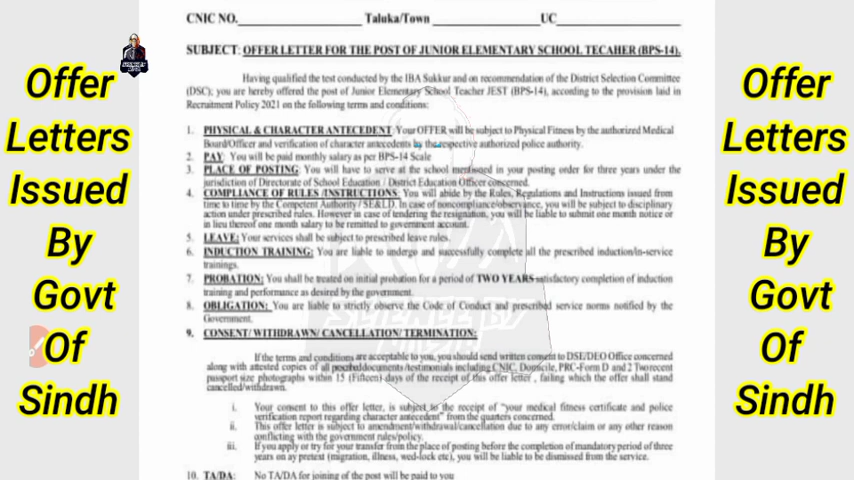 CNIC NO. Taluka/Town UC
SUBJECT: OFFER LETTER FOR THE POST OF JUNIOR ELEMENTARY SCHOOL TECAHER (BPS-14).
Having qualified the test conducted by the IBA Sukkur and on recommendation of the District Selection Committee
(DSC); you are hereby offered the post of Junior Elementary School Teacher JEST (BPS-14), according to the provision laid in
Recruitment Policy 2021 on the following terms and conditions:
1. PHYSICAL & CHARACTER ANTECEDENT: Your OFFER will be subject to Physical Fitness by the authorized Medical
Board/Officer and verification of character antecedents by the respective authorized police authority.
2. PAY: You will be paid monthly salary as per BPS-14 Scale
3. PLACE OF POSTING: You will have to serve at the school mentioned in your posting order for three years under the
jurisdiction of Directorate of School Education / District Education Officer concerned.
4. COMPLIANCE OF RULES /INSTRUCTIONS: You will abide by the Rules, Regulations and Instructions issued from
time to time by the Competent Authority / SE&LD. In case of noncompliance/observance, you will be subject to disciplinary
action under prescribed rules. However in case of tendering the resignation, you will be liable to submit one month notice or
in lieu thereof one month salary to be remitted to government account.
5. LEAVE: Your services shall be subject to prescribed leave rules.
6. INDUCTION TRAINING: You are liable to undergo and successfully complete all the prescribed induction/in-service
trainings.
7. PROBATION: You shall be treated on initial probation for a period of TWO YEARS satisfactory completion of induction
training and performance as desired by the government.
8. OBLIGATION: You are liable to strictly observe the Code of Conduct and prescribed service norms notified by the
Government.
9. CONSENT/ WITHDRAWN/ CANCELLATION/ TERMINATION:
If the terms and conditions are acceptable to you, you should send written consent to DSE/DEO Office concerned
along with attested copies of all documents/testimonials including CNIC, Domicile, PRC-Form D and 2 Two recent
passport size photographs within 15 (Fifteen) days of the receipt of this offer letter , failing which the offer shall stand
cancelled/withdrawn.
i. Your consent to this offer letter, is subject to the receipt of "your medical fitness certificate and police
verification report regarding character antecedent" from the quarters concerned.
ii. This offer letter is subject to amendment/withdrawal/cancellation due to any error/claim or any other reason
conflicting with the government rules/policy.
iii. If you apply or try for your transfer from the place of posting before the completion of mandatory period of three
years on any pretext (migration, illness, wed-lock etc), you will be liable to be dismissed from the service.
10. TA/DA: No TA/DA for joining of the post will be paid to you
Offer
Letters
Issued
By
Govt
Of
Sindh
Offer
Letters
Issued
By
Govt
Of
Sindh